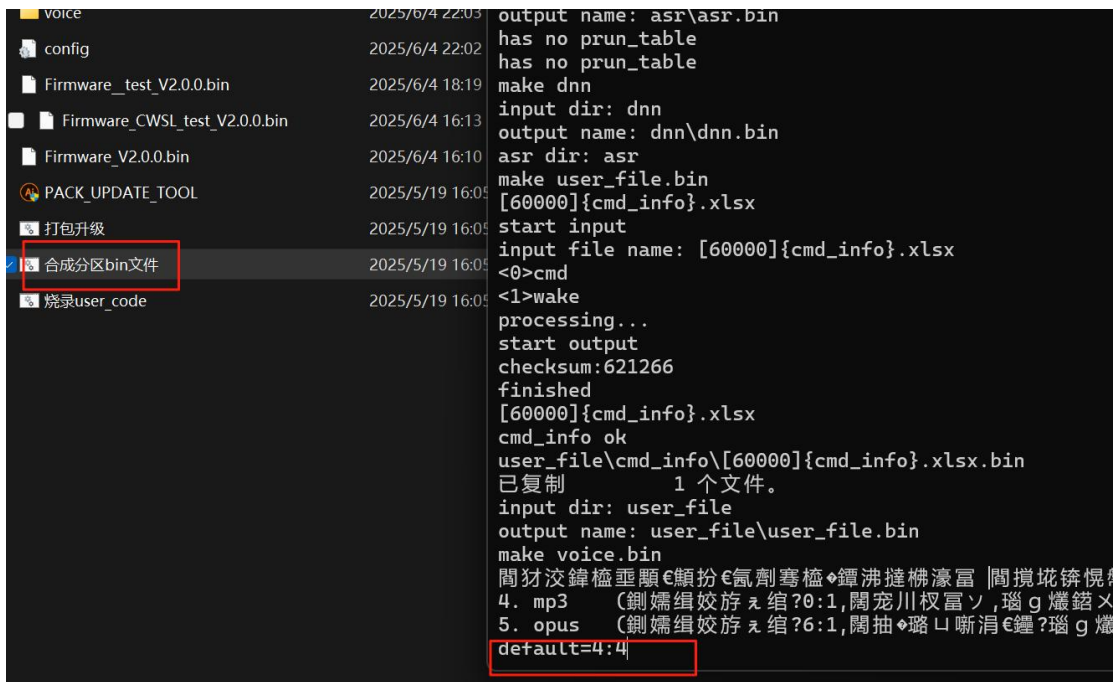 voice
2025/6/4 22:03
config
2025/6/4 22:02
Firmware__test_V2.0.0.bin
2025/6/4 18:19
Firmware_CWSL_test_V2.0.0.bin
2025/6/4 16:13
Firmware_V2.0.0.bin
2025/6/4 16:10
PACK_UPDATE_TOOL
2025/5/19 16:05
打包升级
2025/5/19 16:05
合成分区bin文件
2025/5/19 16:05
烧录user_code
2025/5/19 16:05
output name: asr\asr.bin
has no prun_table
has no prun_table
make dnn
input dir: dnn
output name: dnn\dnn.bin
asr dir: asr
make user_file.bin
[60000]{cmd_info}.xlsx
start input
input file name: [60000]{cmd_info}.xlsx
<0>cmd
<1>wake
processing...
start output
checksum:621266
finished
[60000]{cmd_info}.xlsx
cmd_info ok
user_file\cmd_info\[60000]{cmd_info}.xlsx.bin
已复制 1 个文件。
input dir: user_file
output name: user_file\user_file.bin
make voice.bin
4. mp3
5. opus
default=4:4